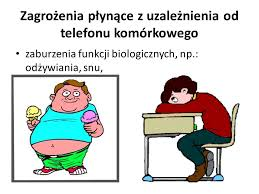 Zagrożenia płynące z uzależnienia od
telefonu komórkowego
• zaburzenia funkcji biologicznych, np.:
odżywiania, snu,